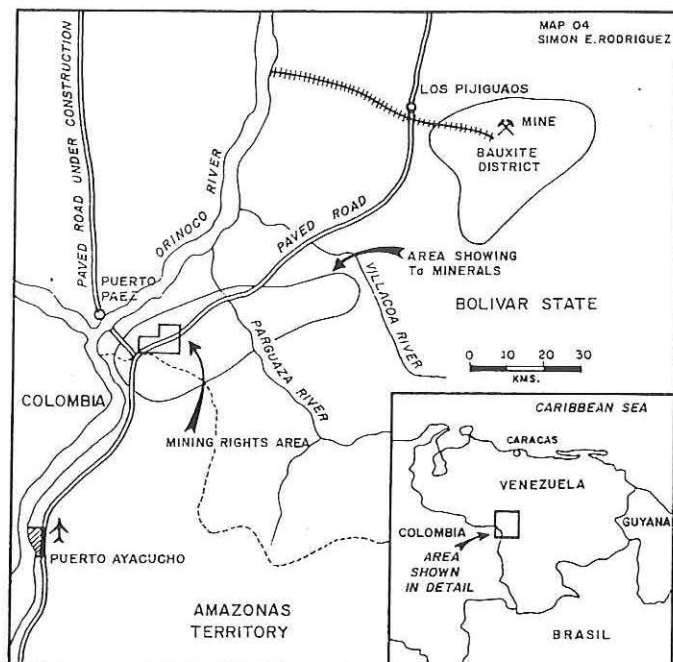 MAP 04
SIMON E. RODRIGUEZ
PAVED ROAD UNDER CONSTRUCTION
LOS PIJIGUAOS
MINE
BAUXITE
DISTRICT
ORINOCO RIVER
PAVED ROAD
AREA SHOWING
Ta MINERALS
PUERTO
PAEZ
VILLACOA RIVER
BOLIVAR STATE
PARGUAZA RIVER
0 10 20 30
KMS.
COLOMBIA
MINING RIGHTS AREA
CARIBBEAN SEA
CARACAS
VENEZUELA
GUYANA
COLOMBIA
AREA
SHOWN
IN DETAIL
BRASIL
PUERTO AYACUCHO
AMAZONAS
TERRITORY